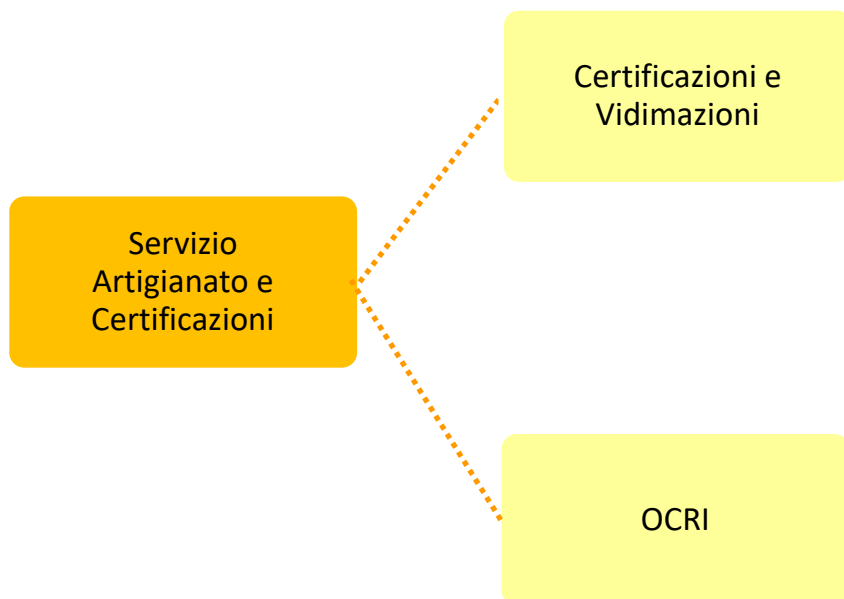 Certificazioni e
Vidimazioni
Servizio
Artigianato e
Certificazioni
OCRI